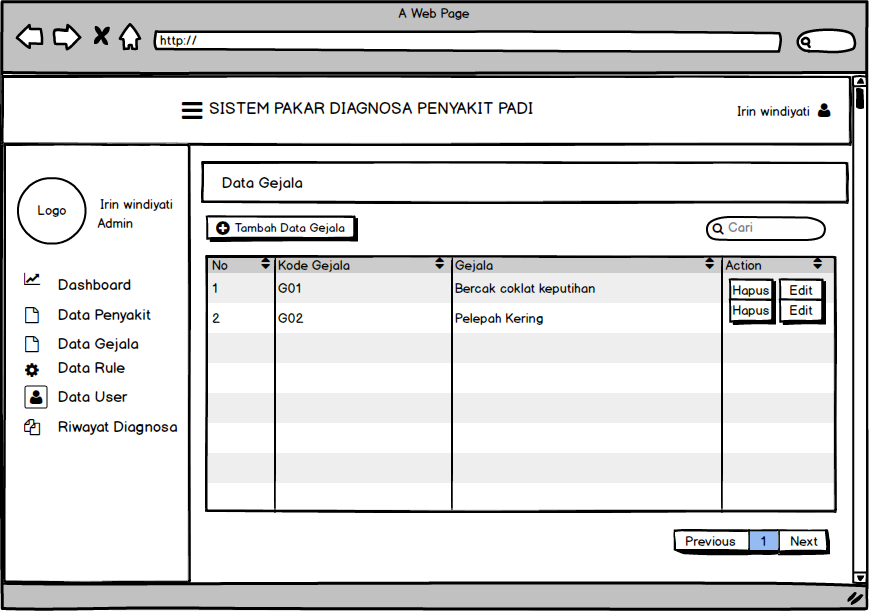 A Web Page
http://
SISTEM PAKAR DIAGNOSA PENYAKIT PADI
Irin windiyati
Logo
Irin windiyati
Admin
Dashboard
Data Penyakit
Data Gejala
Data Rule
Data User
Riwayat Diagnosa
Data Gejala
Tambah Data Gejala
Cari
No Kode Gejala Gejala Action
1 G01 Bercak coklat keputihan Hapus Edit
2 G02 Pelepah Kering Hapus Edit
Previous 1 Next